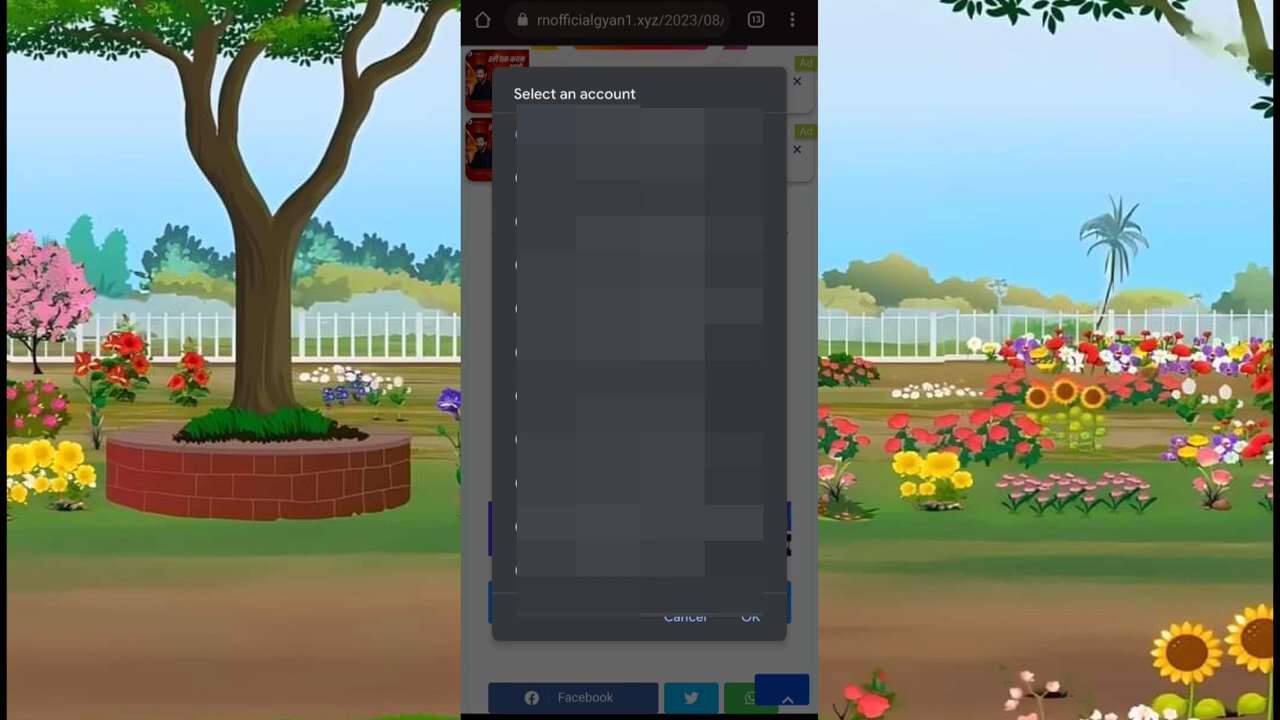 rnofficialgyan1.xyz/2023/08/
13
Ad
Select an account
Ad
Cancel
OK
Facebook